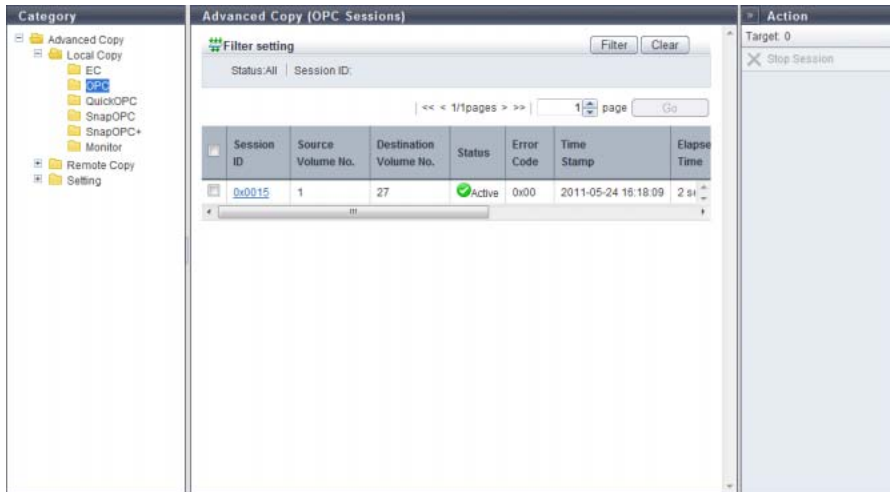 Category
Advanced Copy
Local Copy
EC
OPC
QuickOPC
SnapOPC
SnapOPC+
Monitor
Remote Copy
Setting
Advanced Copy (OPC Sessions)
Filter setting
Filter
Clear
Status:All
Session ID:
<< < 1/1pages > >>
1
page
Go
Session ID
Source Volume No.
Destination Volume No.
Status
Error Code
Time Stamp
Elapse Time
0x0015
1
27
Active
0x00
2011-05-24 16:18:09
2
» Action
Target: 0
Stop Session